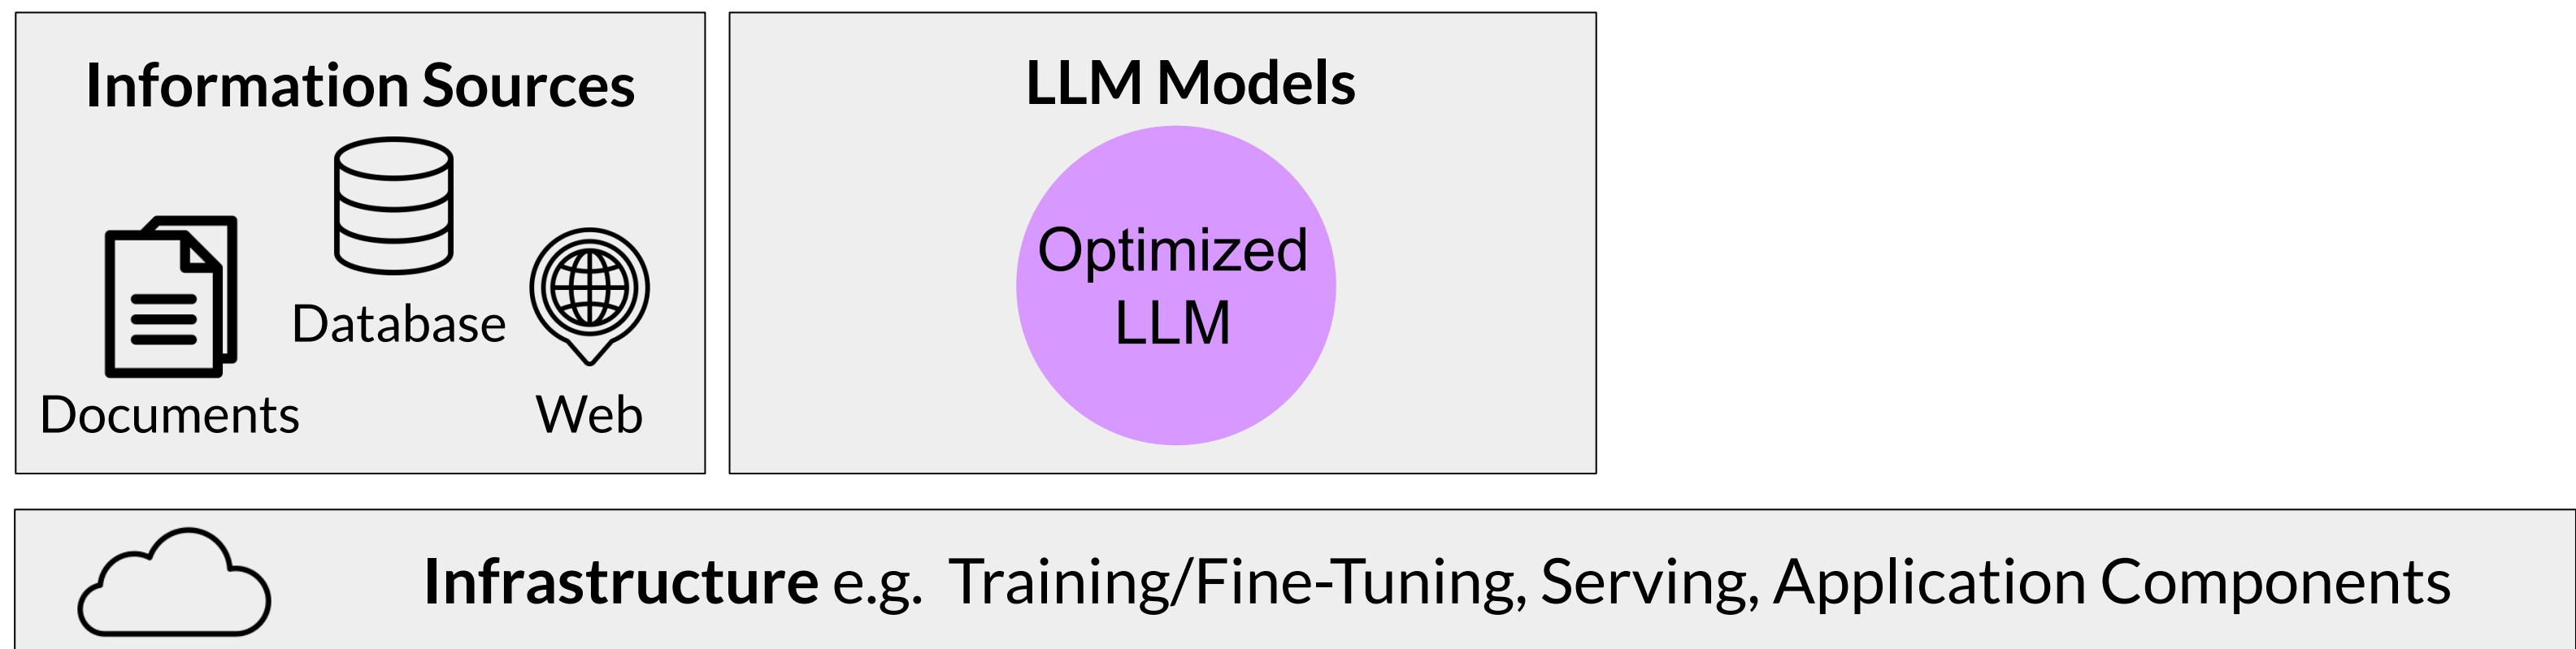 Information Sources
Database
Documents
Web
LLM Models
Optimized
LLM
Infrastructure e.g. Training/Fine-Tuning, Serving, Application Components